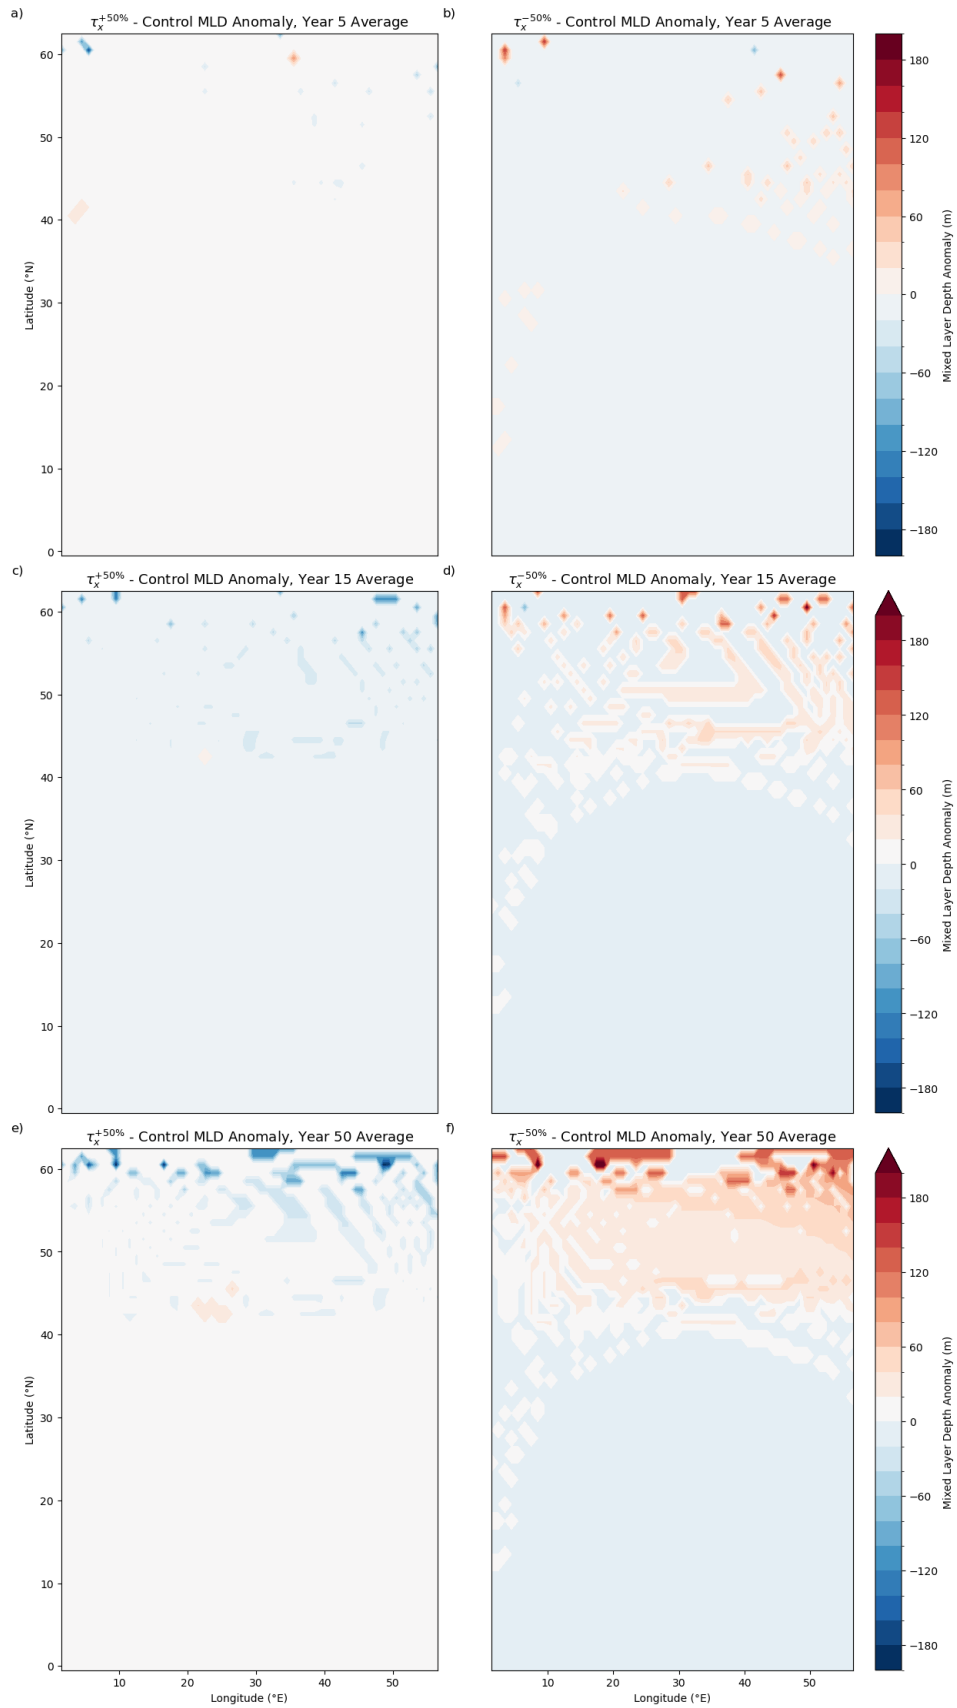 a)
τx+50% - Control MLD Anomaly, Year 5 Average
b)
τx−50% - Control MLD Anomaly, Year 5 Average
60
50
40
30
20
10
0
Latitude (°N)
180
120
60
0
−60
−120
−180
Mixed Layer Depth Anomaly (m)
c)
τx+50% - Control MLD Anomaly, Year 15 Average
d)
τx−50% - Control MLD Anomaly, Year 15 Average
60
50
40
30
20
10
0
Latitude (°N)
180
120
60
0
−60
−120
−180
Mixed Layer Depth Anomaly (m)
e)
τx+50% - Control MLD Anomaly, Year 50 Average
f)
τx−50% - Control MLD Anomaly, Year 50 Average
60
50
40
30
20
10
0
Latitude (°N)
10 20 30 40 50
Longitude (°E)
10 20 30 40 50
Longitude (°E)
180
120
60
0
−60
−120
−180
Mixed Layer Depth Anomaly (m)